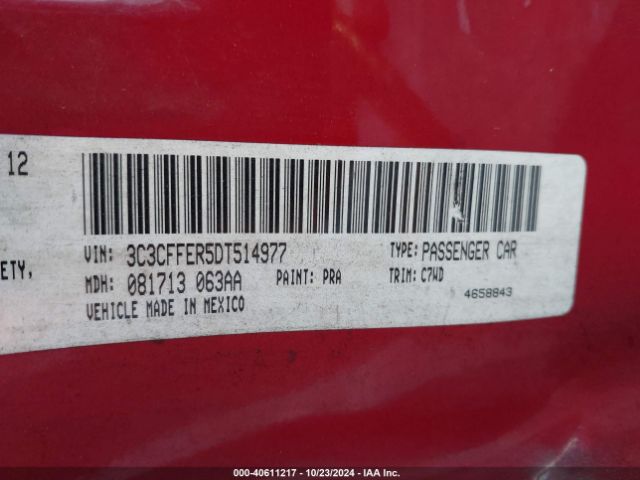 12
ETY,
VIN: 3C3CFFER5DT514977 TYPE: PASSENGER CAR
MDH: 081713 063AA PAINT: PRA TRIM: C7WD
VEHICLE MADE IN MEXICO 4658843
000-40611217 - 10/23/2024 - IAA Inc.